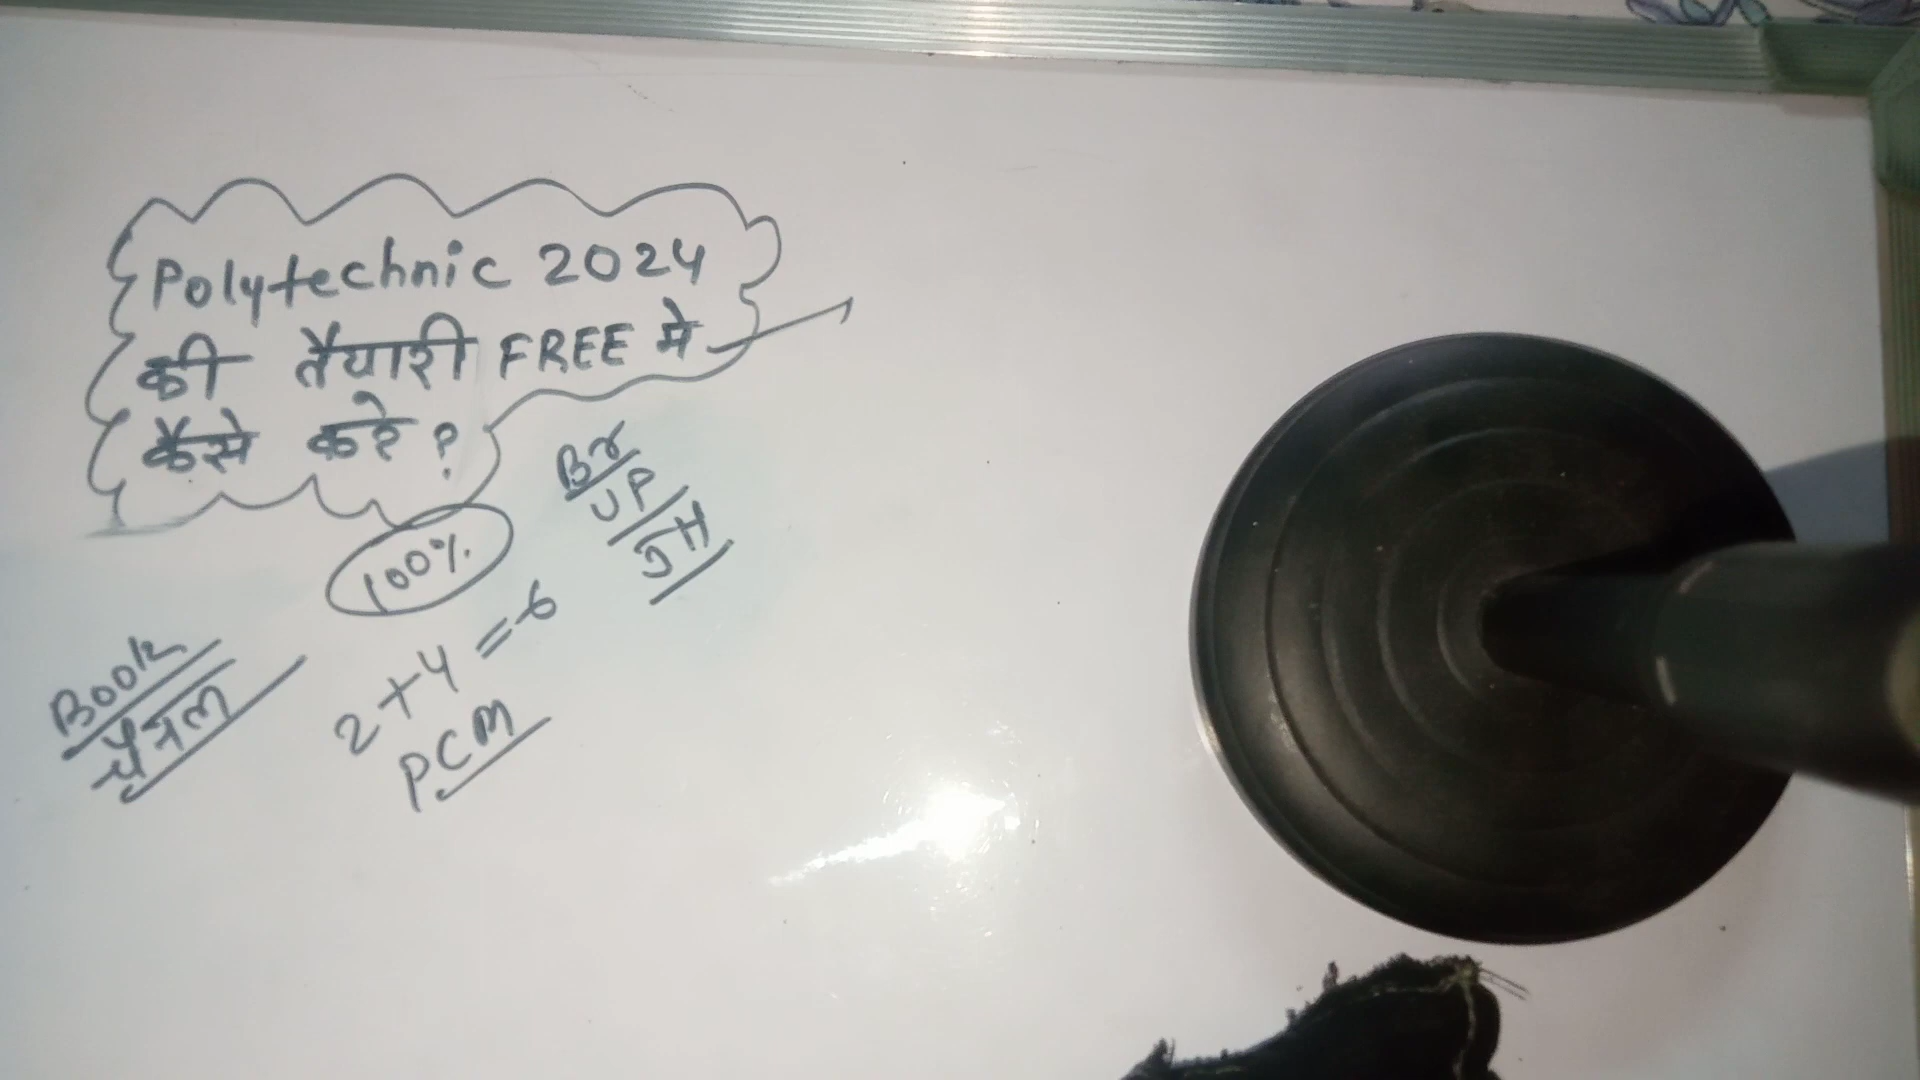 Polytechnic 2024
की तैयारी FREE मे
कैसे करे ?
100%
Br
UP
JH
Book
चैनल
2+4=6
PCM